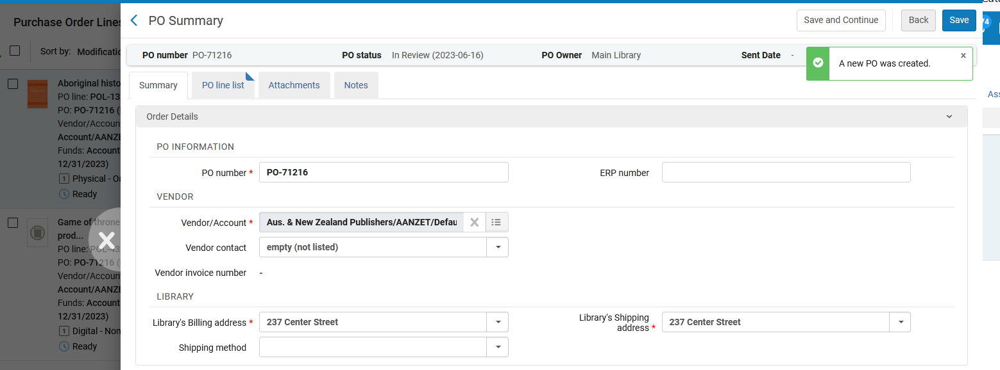 Purchase Order Lines
Sort by: Modificatio
Aboriginal histo
PO line: POL-13
PO: PO-71216 (
Vendor/Accoun
Account/AANZE
Funds: Account
12/31/2023)
1 Physical - O
Ready
Game of throne
prod...
PO line: POL-43
PO: PO-71216 (
Vendor/Accoun
Account/AANZE
Funds: Account
12/31/2023)
1 Digital - Non
Ready
PO Summary
Save and Continue
Back
Save
PO number PO-71216
PO status In Review (2023-06-16)
PO Owner Main Library
Sent Date -
A new PO was created.
Summary
PO line list
Attachments
Notes
Order Details
PO INFORMATION
PO number * PO-71216
ERP number
VENDOR
Vendor/Account * Aus. & New Zealand Publishers/AANZET/Defau
Vendor contact empty (not listed)
Vendor invoice number -
LIBRARY
Library's Billing address * 237 Center Street
Library's Shipping
address * 237 Center Street
Shipping method
Ass